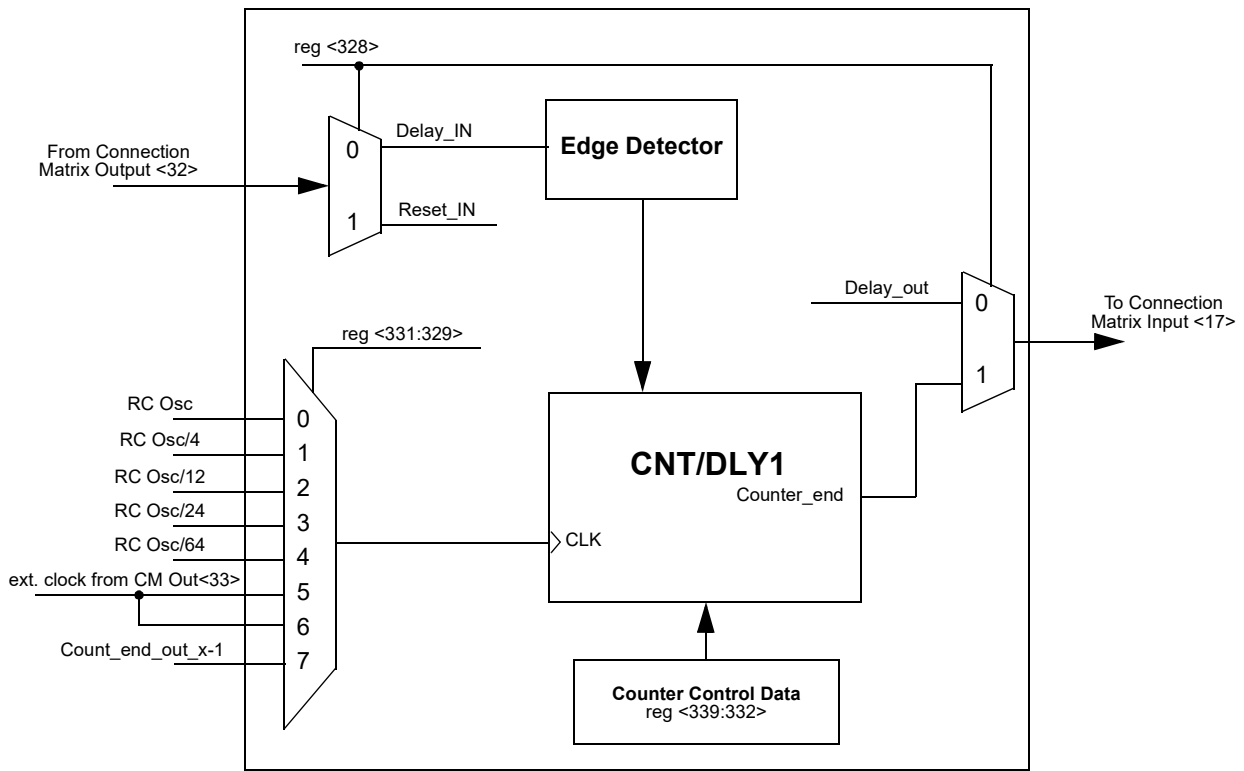 reg <328>
From Connection
Matrix Output <32>
0
1
Delay_IN
Reset_IN
Edge Detector
Delay_out
0
1
To Connection
Matrix Input <17>
reg <331:329>
RC Osc
RC Osc/4
RC Osc/12
RC Osc/24
RC Osc/64
ext. clock from CM Out<33>
Count_end_out_x-1
0
1
2
3
4
5
6
7
CNT/DLY1
Counter_end
CLK
Counter Control Data
reg <339:332>